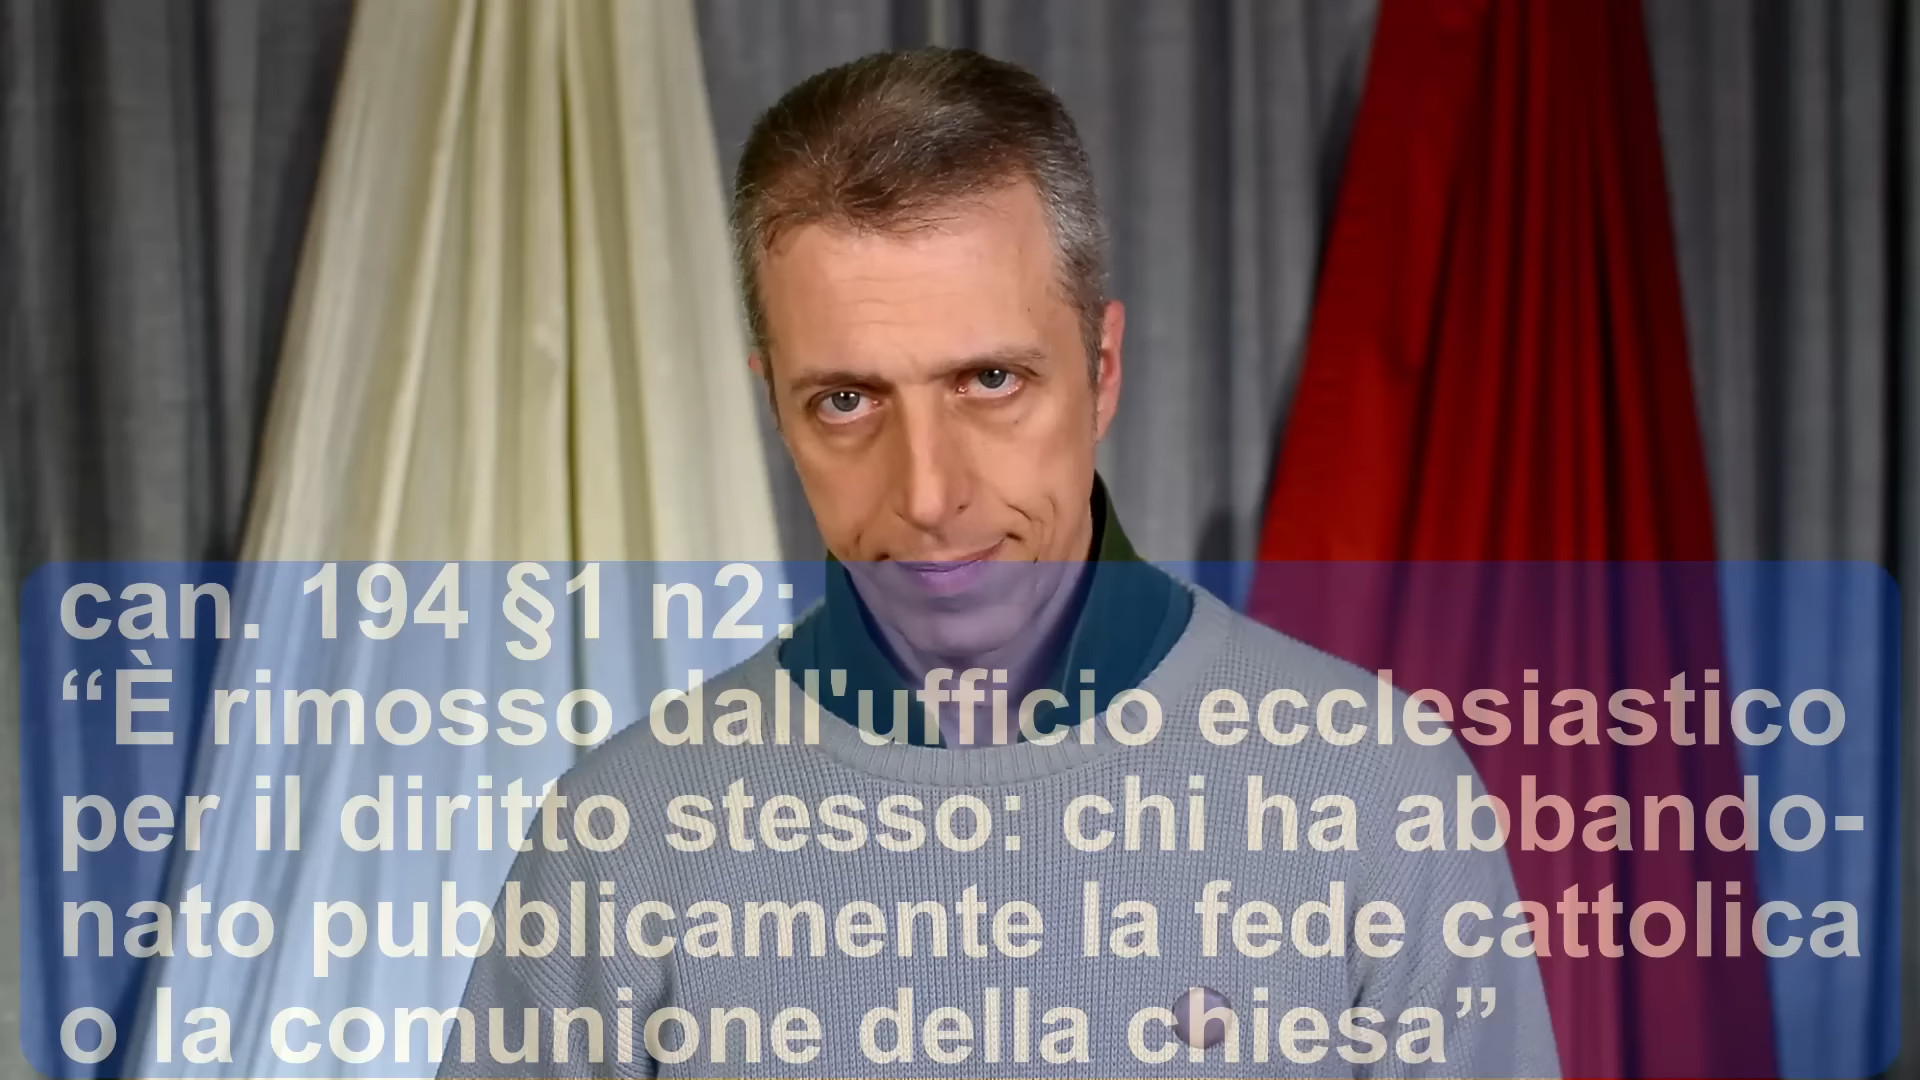 can. 194 §1 n2:
“È rimosso dall'ufficio ecclesiastico
per il diritto stesso: chi ha abbando-
nato pubblicamente la fede cattolica
o la comunione della chiesa”